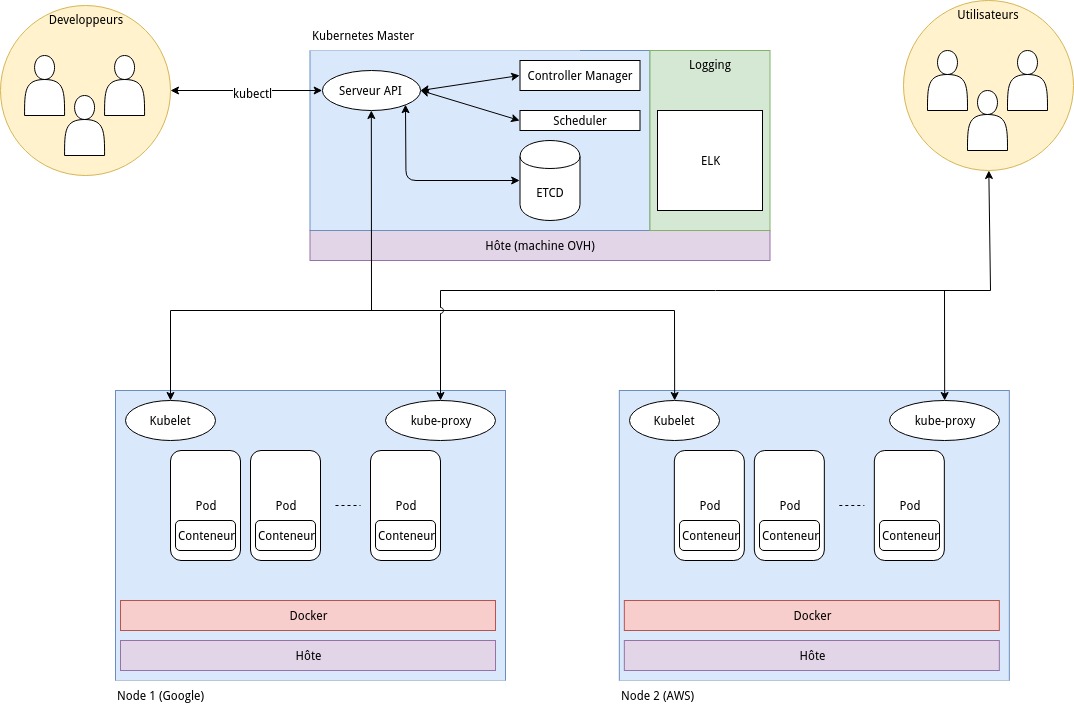 Developpeurs
Utilisateurs
Kubernetes Master
Logging
Controller Manager
Serveur API
kubectl
Scheduler
ELK
ETCD
Hôte (machine OVH)
Kubelet
kube-proxy
Kubelet
kube-proxy
Pod
Pod
Pod
Pod
Pod
Pod
Conteneur
Conteneur
Conteneur
Conteneur
Conteneur
Conteneur
Docker
Docker
Hôte
Hôte
Node 1 (Google)
Node 2 (AWS)